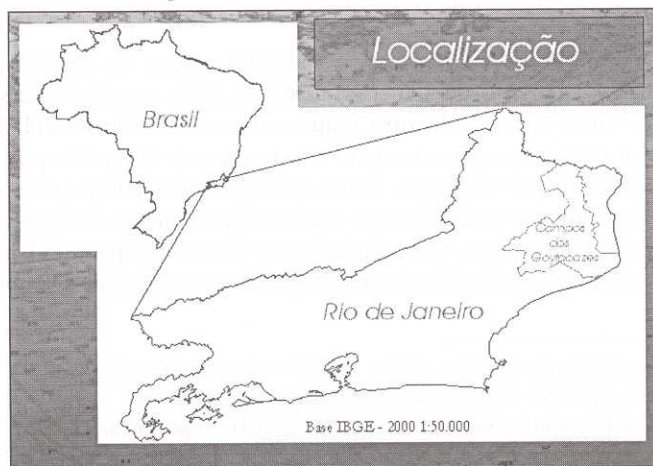 Localização
Brasil
Campos
dos
Goytacazes
Rio de Janeiro
Base IBGE - 2000 1:50.000